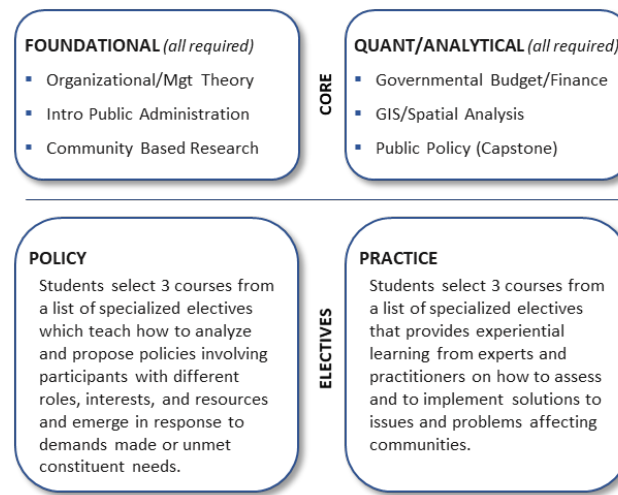 FOUNDATIONAL (all required)
▪ Organizational/Mgt Theory
▪ Intro Public Administration
▪ Community Based Research
CORE
QUANT/ANALYTICAL (all required)
▪ Governmental Budget/Finance
▪ GIS/Spatial Analysis
▪ Public Policy (Capstone)
POLICY
Students select 3 courses from
a list of specialized electives
which teach how to analyze
and propose policies involving
participants with different
roles, interests, and resources
and emerge in response to
demands made or unmet
constituent needs.
ELECTIVES
PRACTICE
Students select 3 courses from
a list of specialized electives
that provides experiential
learning from experts and
practitioners on how to assess
and to implement solutions to
issues and problems affecting
communities.